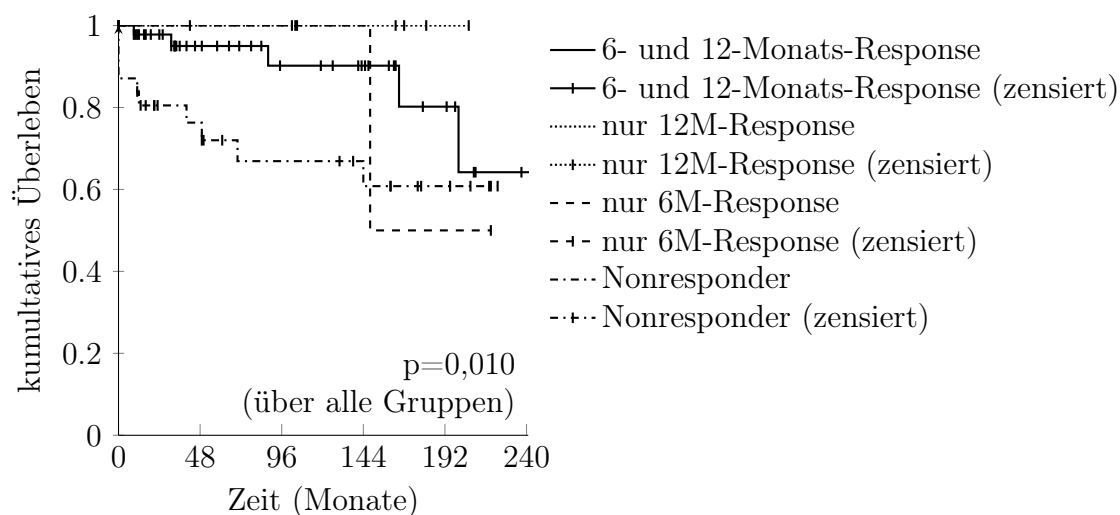 kumultatives Überleben
1
0.8
0.6
0.4
0.2
0
p=0,010
(über alle Gruppen)
0 48 96 144 192 240
Zeit (Monate)
6- und 12-Monats-Response
6- und 12-Monats-Response (zensiert)
nur 12M-Response
nur 12M-Response (zensiert)
nur 6M-Response
nur 6M-Response (zensiert)
Nonresponder
Nonresponder (zensiert)